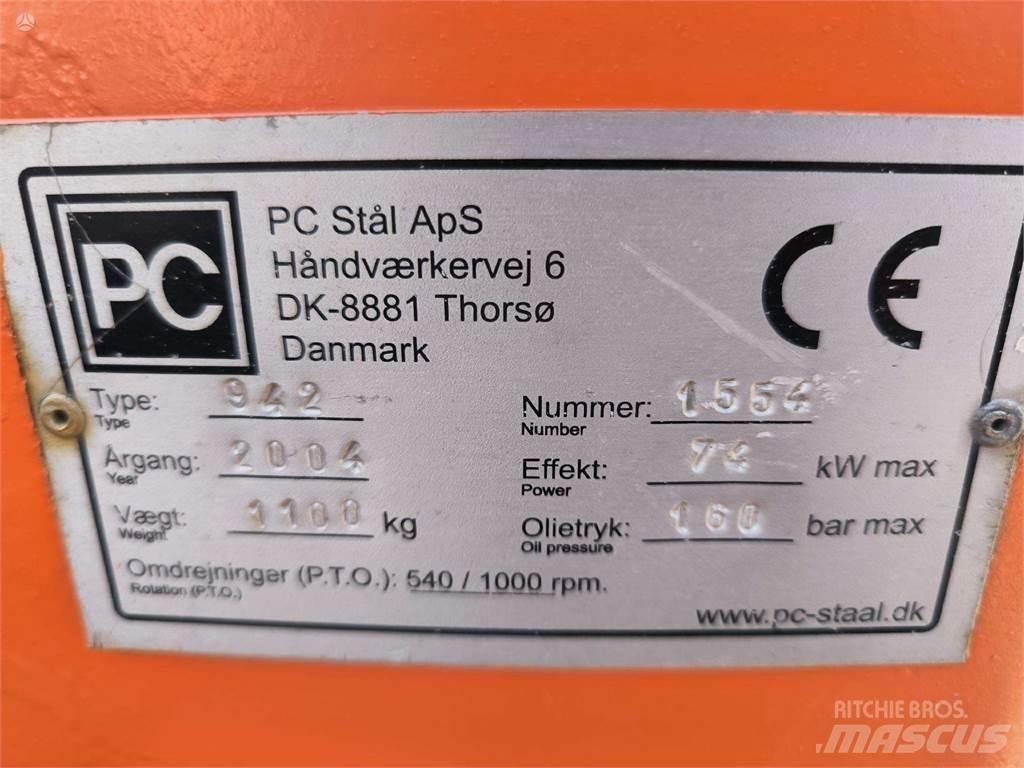 PC
PC Stål ApS
Håndværkervej 6
DK-8881 Thorsø
Danmark
CE
Type: 942
Type
Årgang: 2004
Year
Vægt: 1100 kg
Weight
Nummer: 1554
Number
Effekt: 74 kW max
Power
Olietryk: 160 bar max
Oil pressure
Omdrejninger (P.T.O.): 540 / 1000 rpm.
Rotation (P.T.O.)
www.pc-staal.dk
RITCHIE BROS.
MASCUS